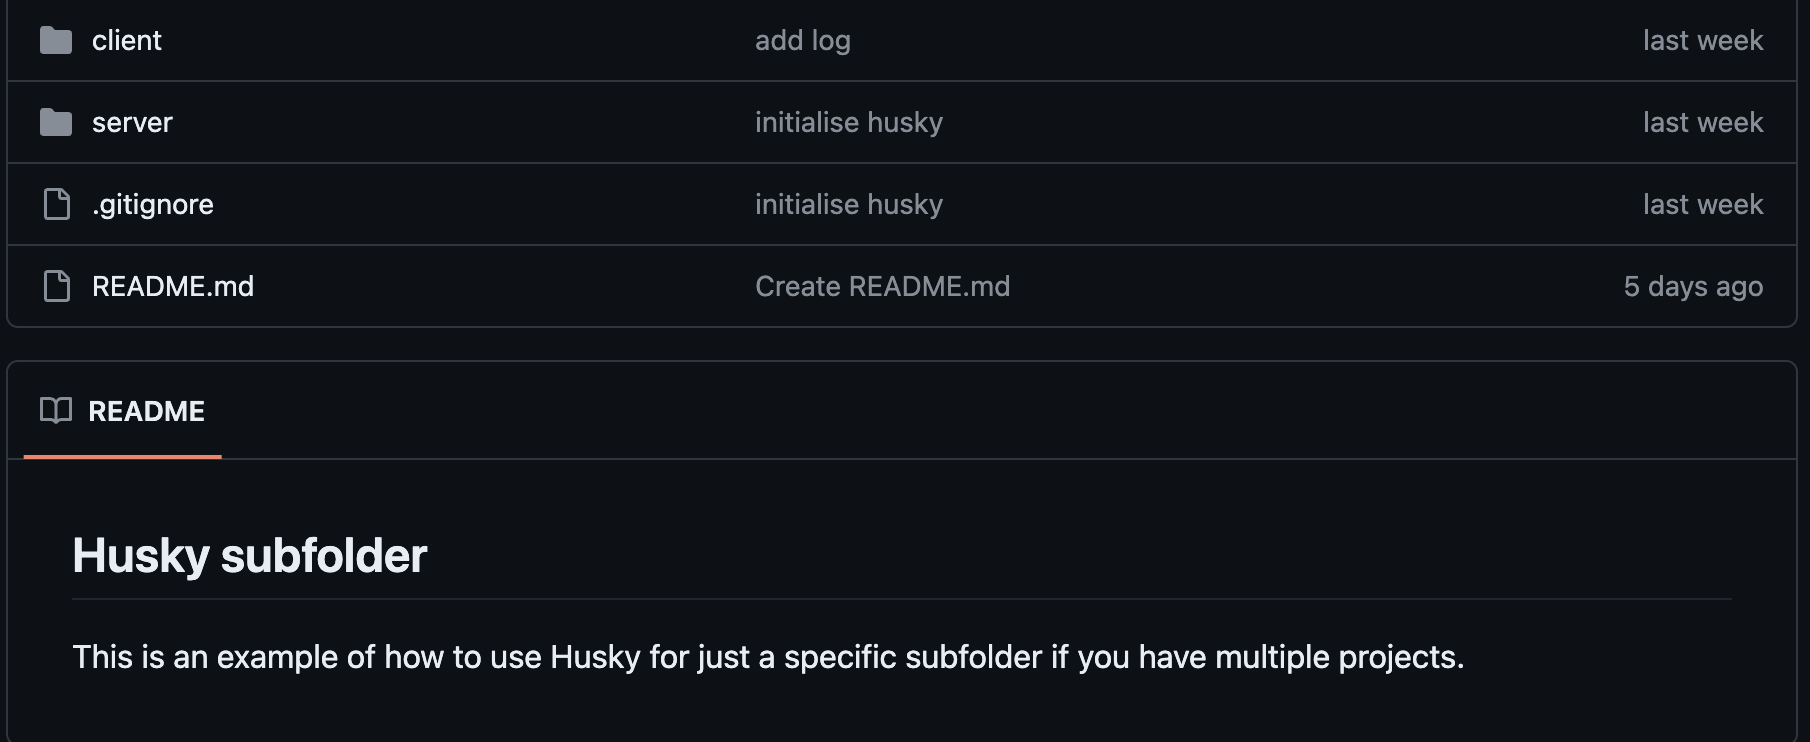 client add log last week
server initialise husky last week
.gitignore initialise husky last week
README.md Create README.md 5 days ago
README
Husky subfolder
This is an example of how to use Husky for just a specific subfolder if you have multiple projects.